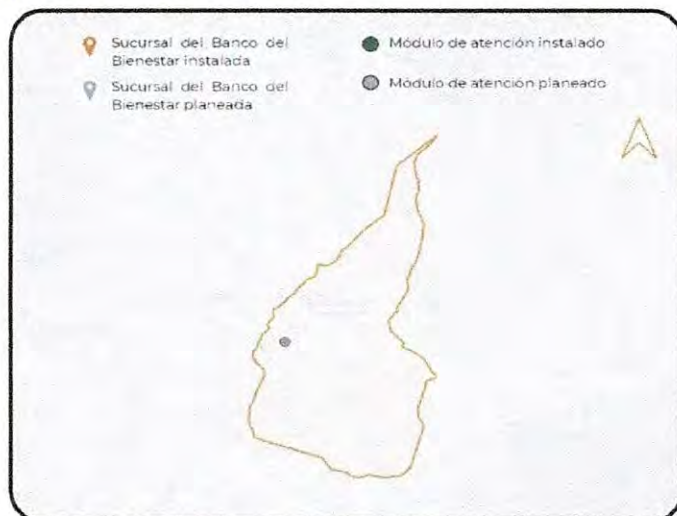 Sucursal del Banco del
Bienestar instalada
Sucursal del Banco del
Bienestar planeada
Módulo de atención instalado
Módulo de atención planeado